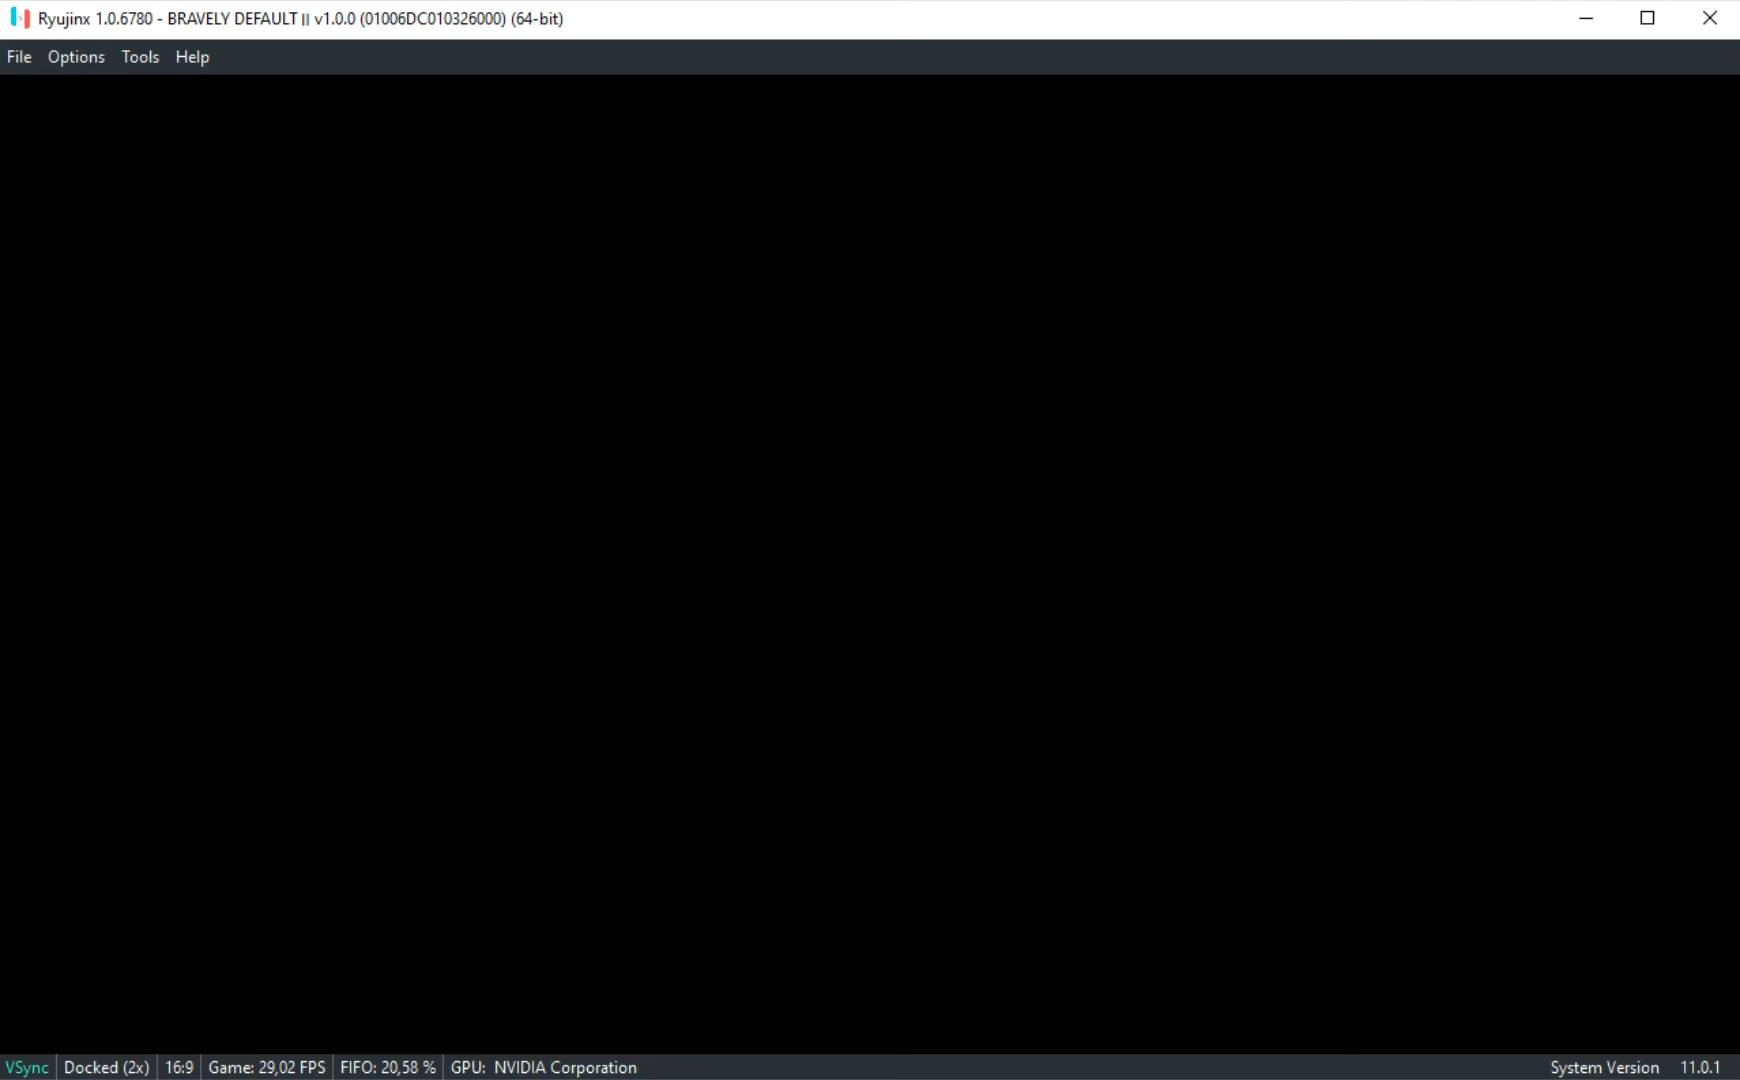 Ryujinx 1.0.6780 - BRAVELY DEFAULT II v1.0.0 (01006DC010326000) (64-bit)
File Options Tools Help
VSync Docked (2x) 16:9 Game: 29,02 FPS FIFO: 20,58 % GPU: NVIDIA Corporation System Version 11.0.1